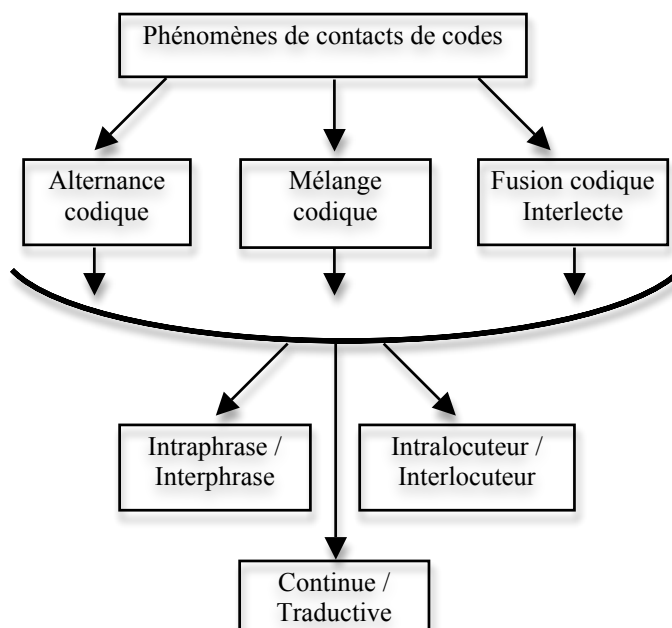 Phénomènes de contacts de codes
Alternance
codique
Mélange
codique
Fusion codique
Interlecte
Intraphrase /
Interphrase
Intralocuteur /
Interlocuteur
Continue /
Traductive